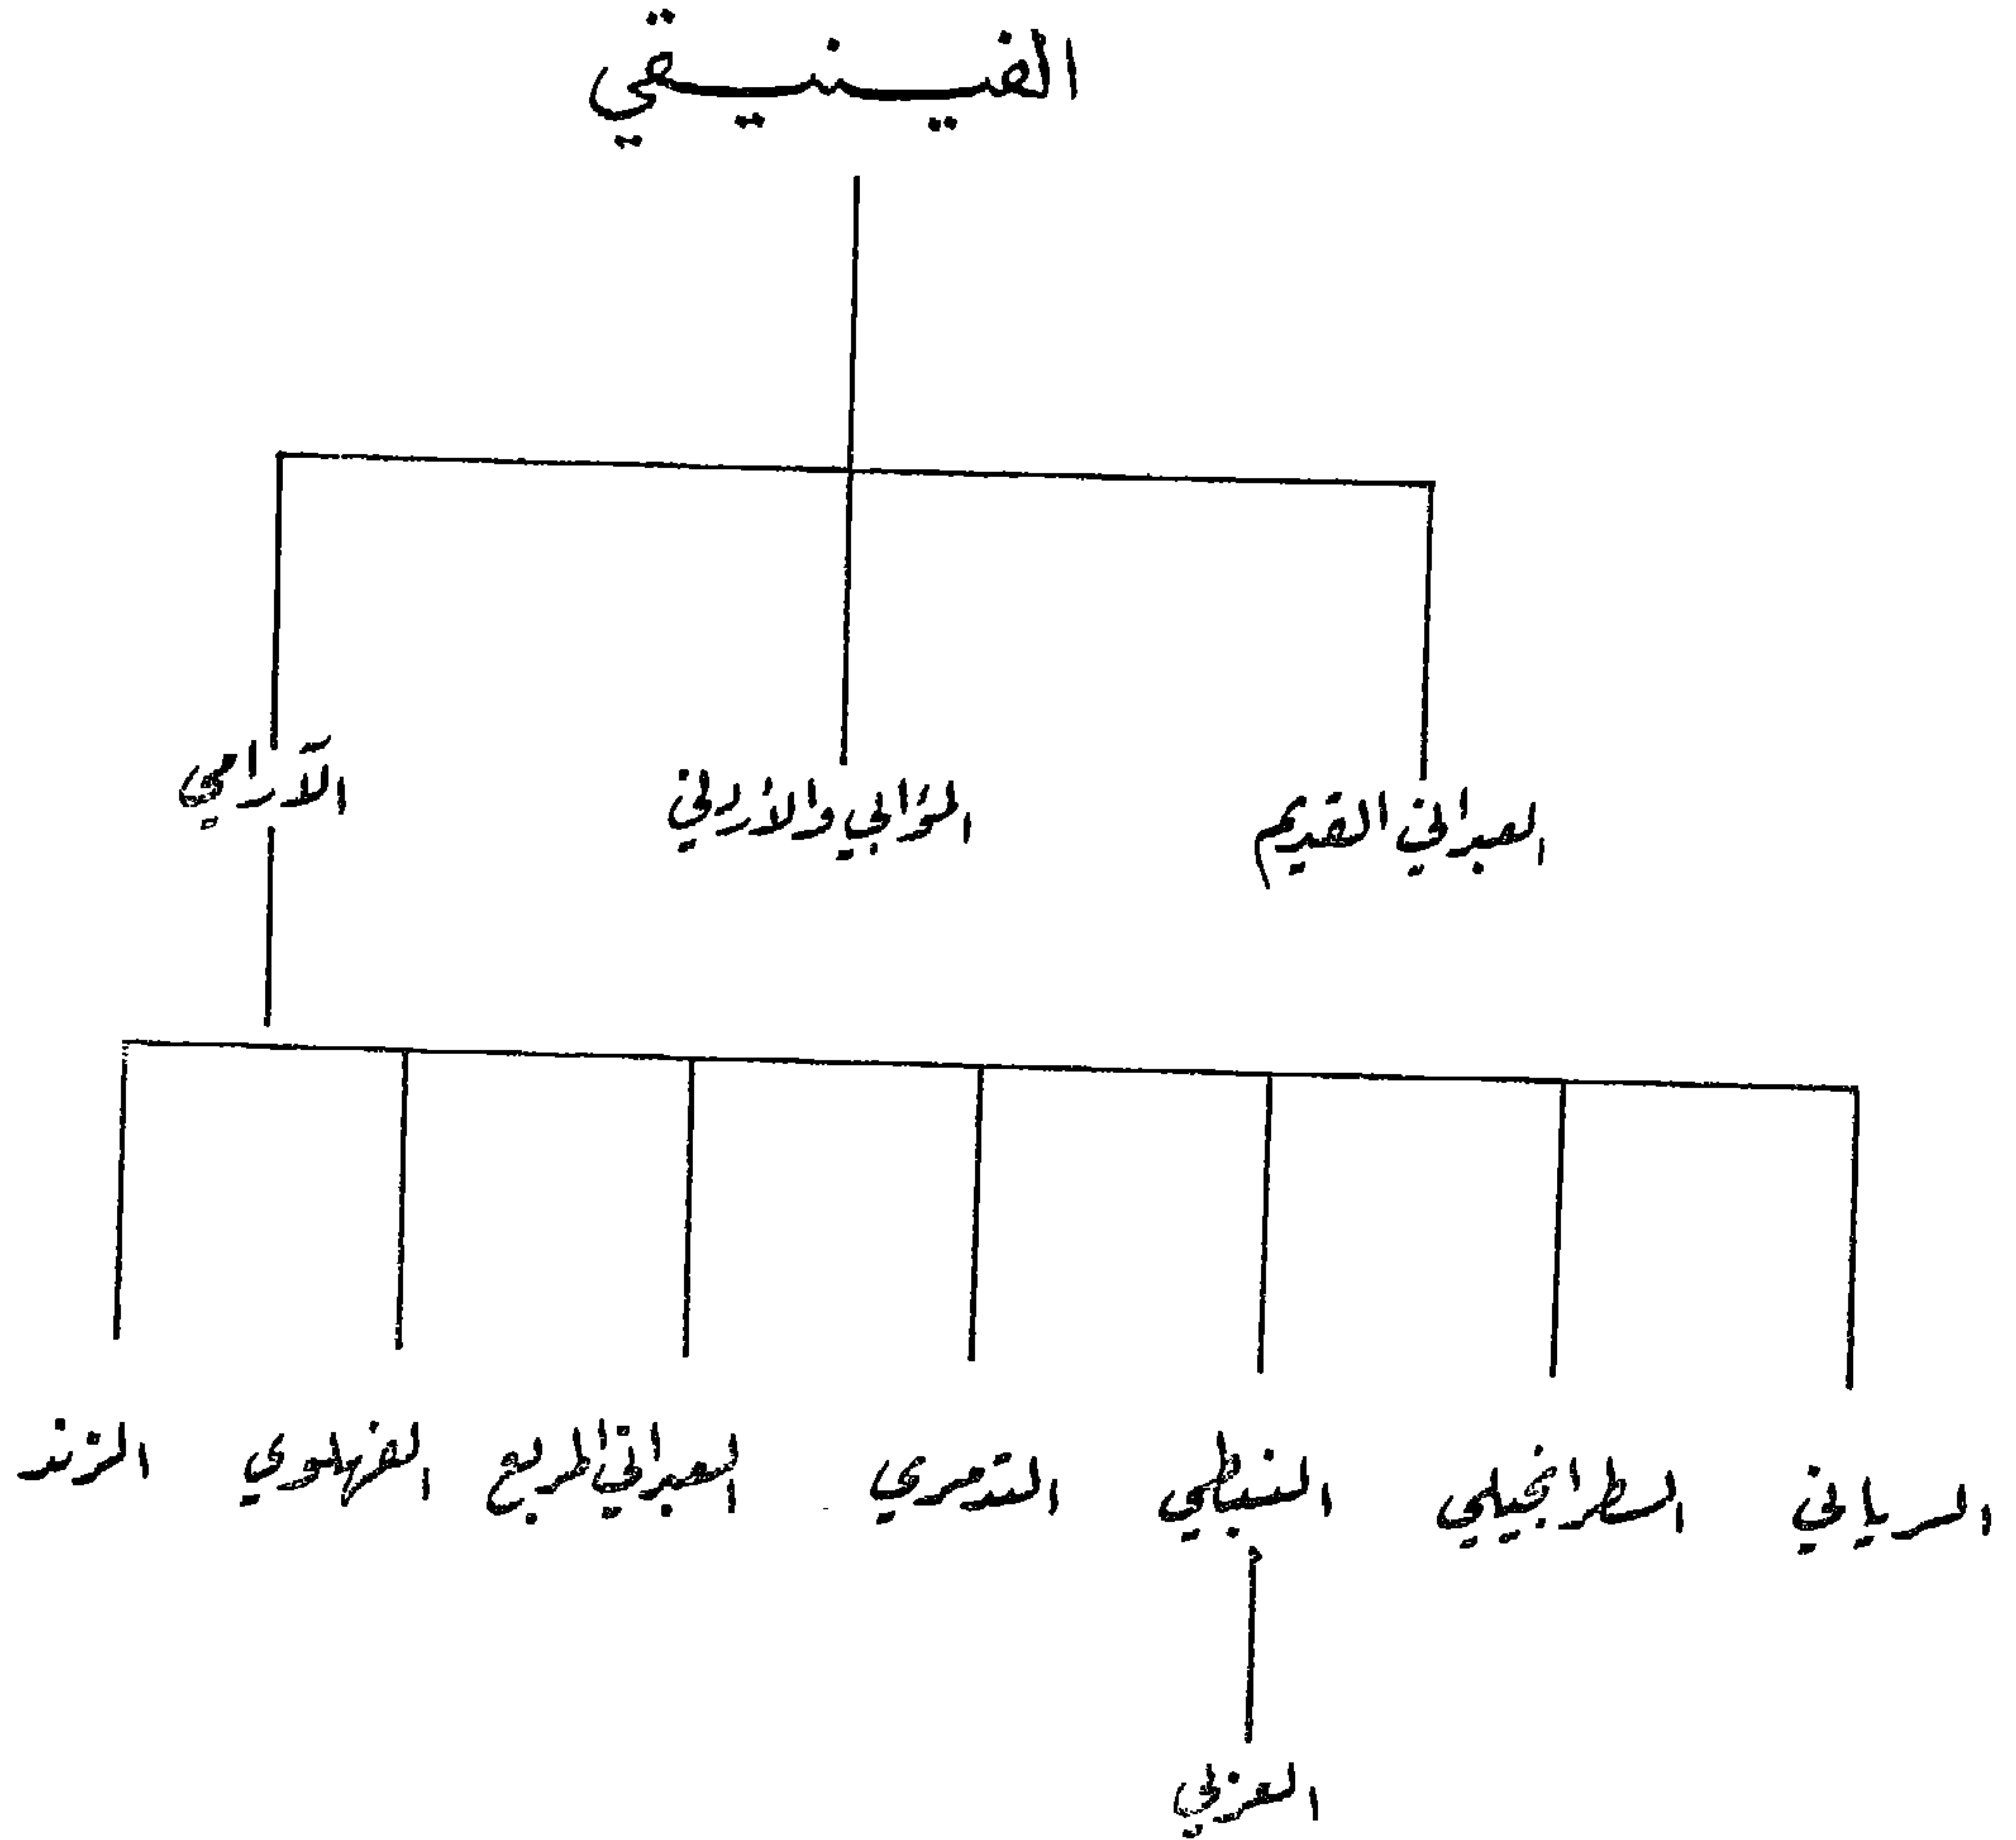 الفينيقي
العبراني القديم
المؤابي والأردني
الآرامي
السرياني
السطرانجيلي
النبطي
التدمري
العبراني المربع
الفهلوي
الزند
العربي